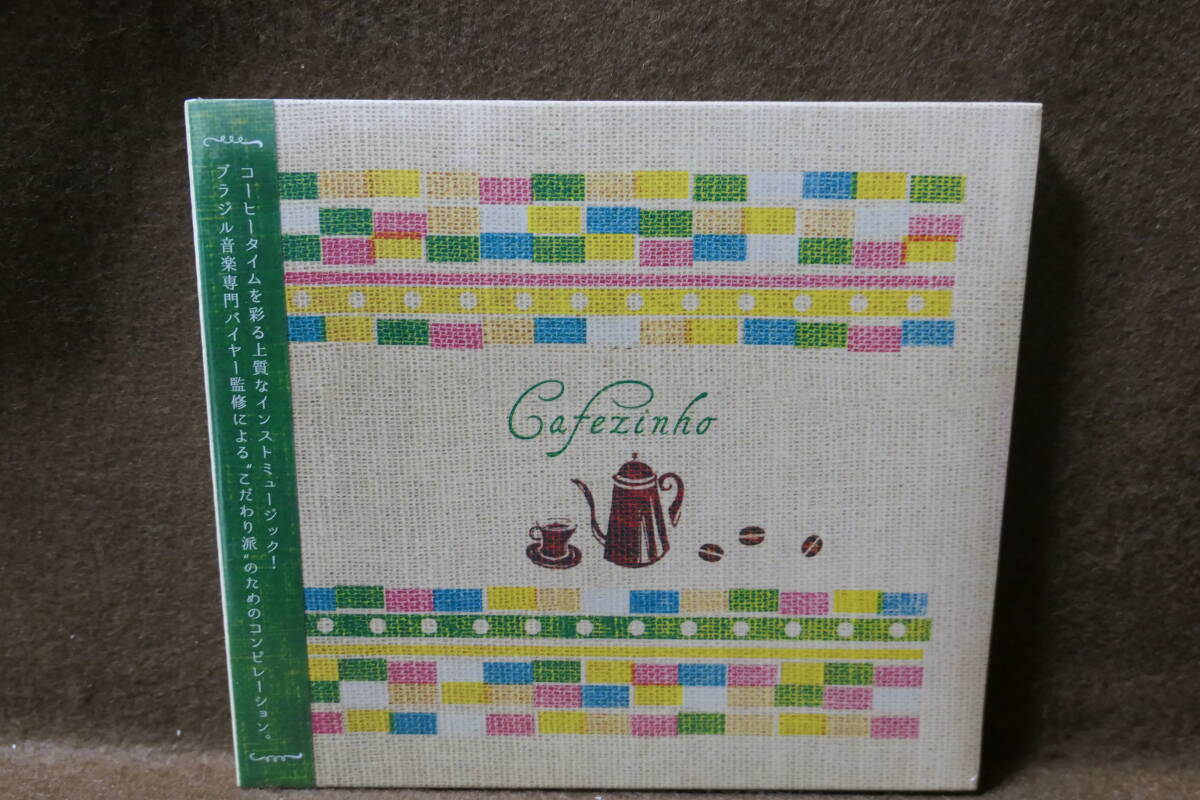 コーヒータイムを彩る上質なインストミュージック！
ブラジル音楽専門バイヤー監修による“こだわり派”のためのコンピレーション。
Cafezinho